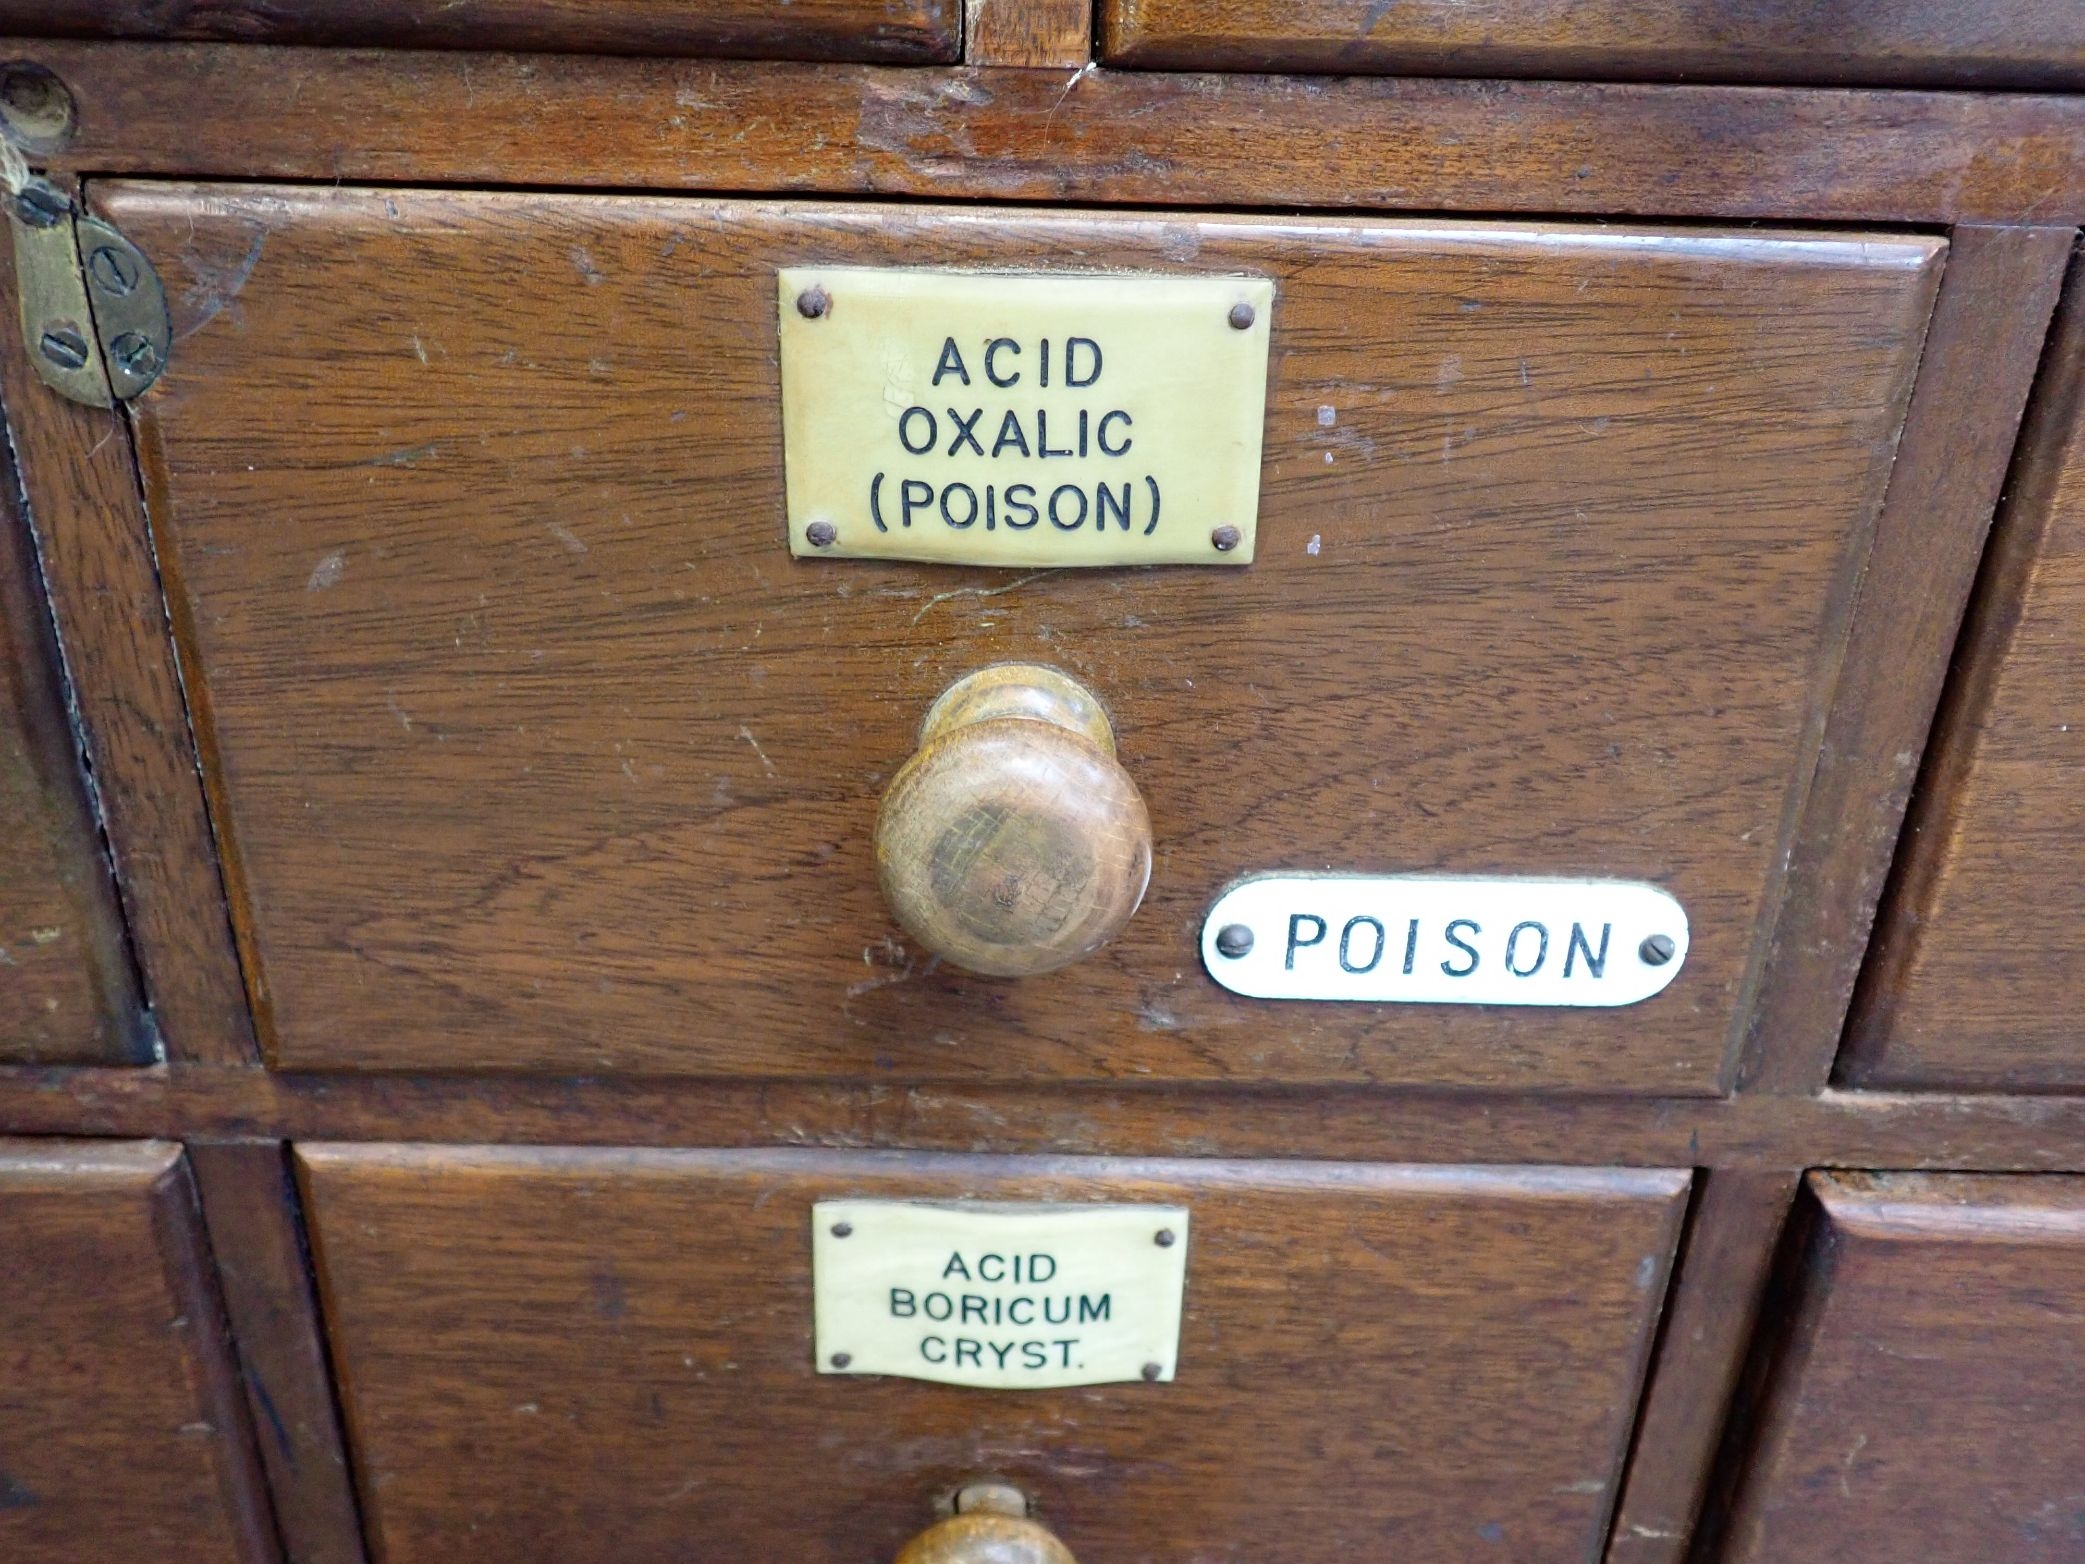 ACID
OXALIC
(POISON)
POISON
ACID
BORICUM
CRYST.